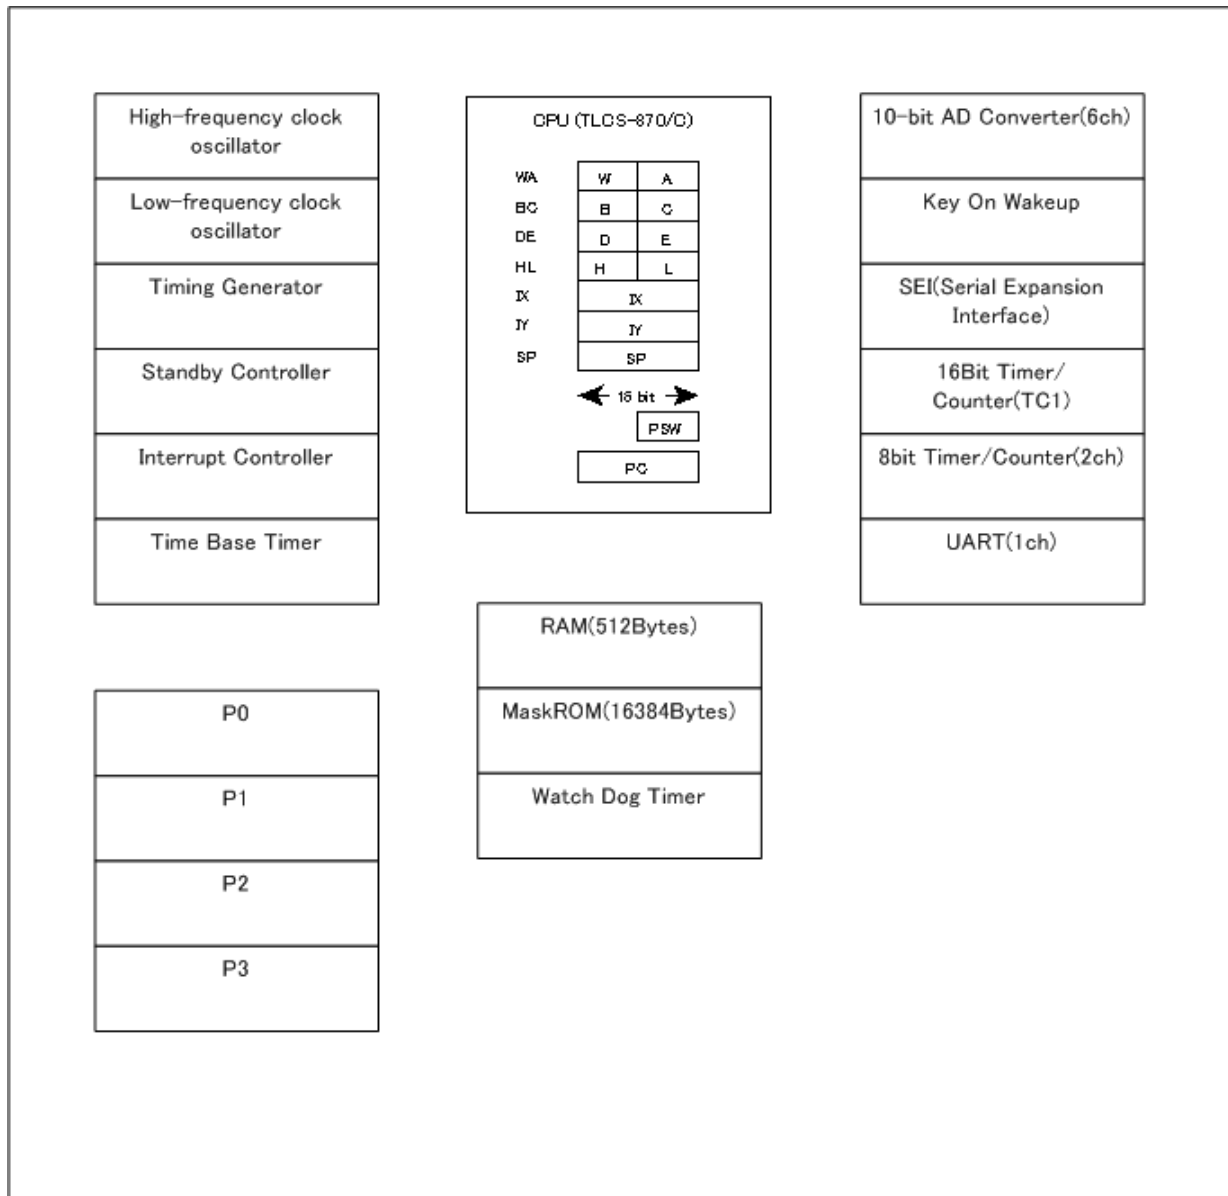 High-frequency clock
oscillator
Low-frequency clock
oscillator
Timing Generator
Standby Controller
Interrupt Controller
Time Base Timer
CPU (TLCS-870/C)
WA W A
BC B C
DE D E
HL H L
IX IX
IY IY
SP SP
16 bit
PSW
PC
10-bit AD Converter(6ch)
Key On Wakeup
SEI(Serial Expansion
Interface)
16Bit Timer/
Counter(TC1)
8bit Timer/Counter(2ch)
UART(1ch)
RAM(512Bytes)
MaskROM(16384Bytes)
Watch Dog Timer
P0
P1
P2
P3